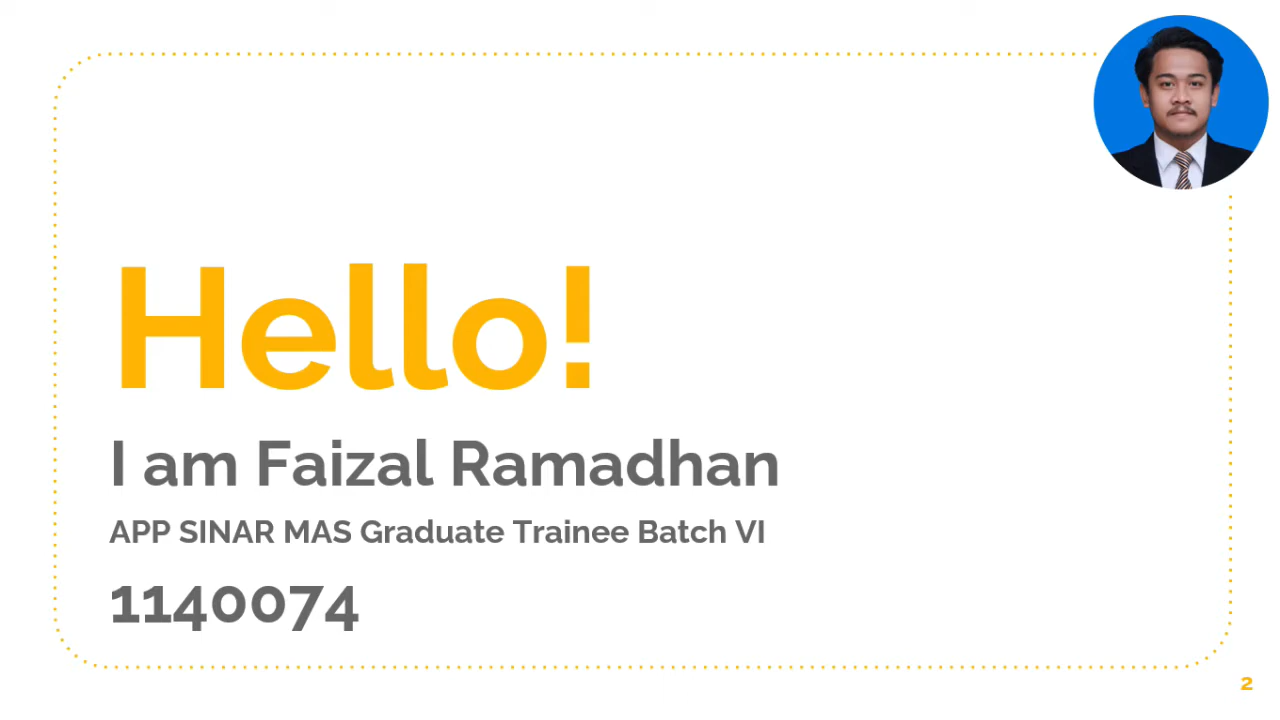 Hello!
I am Faizal Ramadhan
APP SINAR MAS Graduate Trainee Batch VI
1140074
2